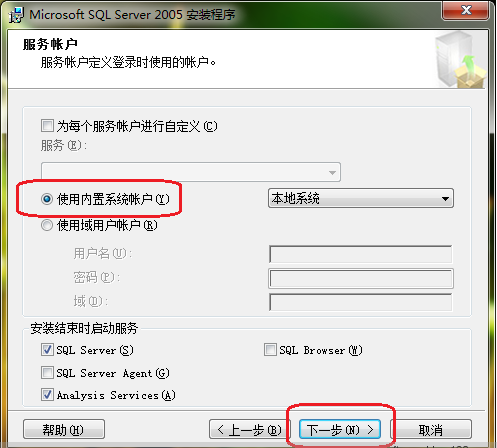 Microsoft SQL Server 2005 安装程序
服务帐户
服务帐户定义登录时使用的帐户。
为每个服务帐户进行自定义(C)
服务(E):
使用内置系统帐户(Y)
本地系统
使用域用户帐户(R)
用户名(U):
密码(P):
域(D):
安装结束时启动服务
SQL Server(S)
SQL Browser(W)
SQL Server Agent(G)
Analysis Services(A)
帮助(H)
< 上一步(B)
下一步(N) >
取消